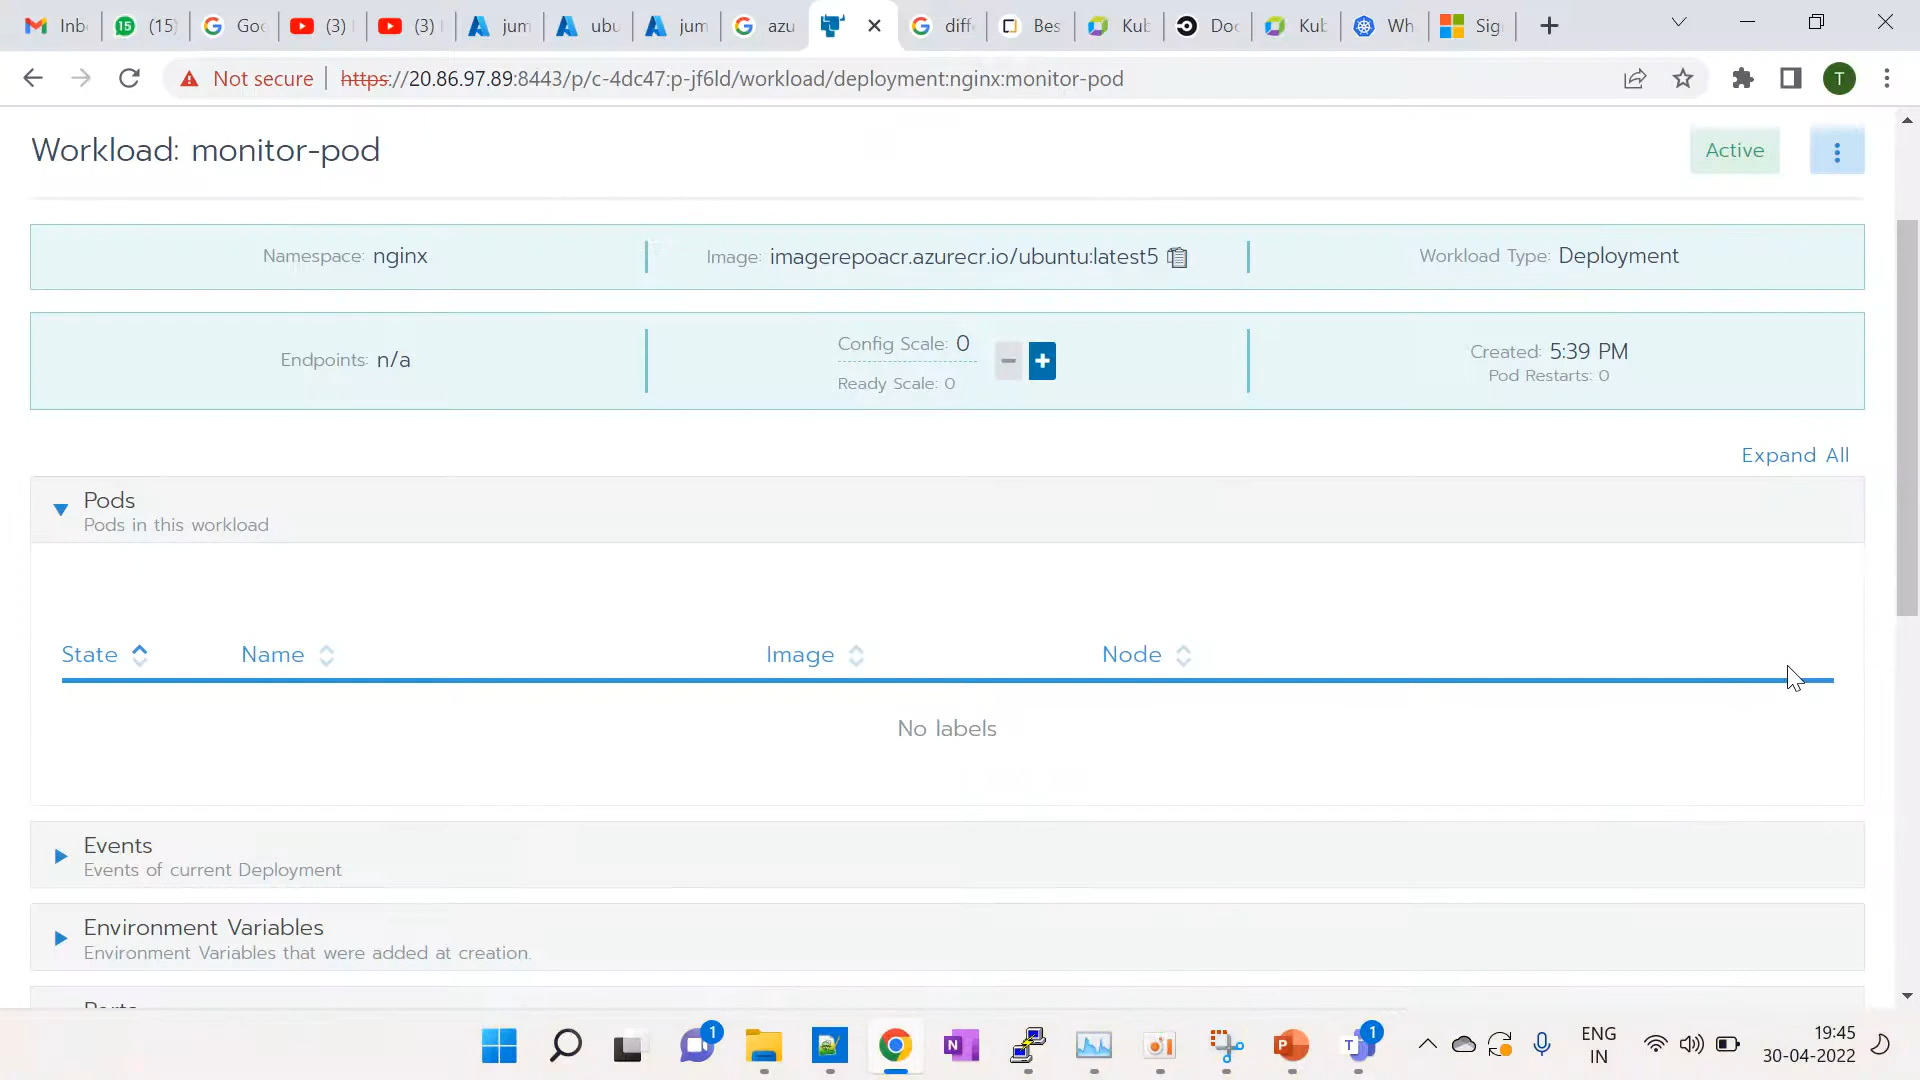 Inb
(15)
Goo
(3)
(3)
jum
ubu
jum
azu
diff
Bes
Kub
Doc
Kub
Wh
Sig
Not secure
https://20.86.97.89:8443/p/c-4dc47:p-jf6ld/workload/deployment:nginx:monitor-pod
T
Workload: monitor-pod
Active
Namespace: nginx
Image: imagerepoacr.azurecr.io/ubuntu:latest5
Workload Type: Deployment
Endpoints: n/a
Config Scale: 0
Ready Scale: 0
Created: 5:39 PM
Pod Restarts: 0
Expand All
Pods
Pods in this workload
State
Name
Image
Node
No labels
Events
Events of current Deployment
Environment Variables
Environment Variables that were added at creation.
Ports
1
1
ENG
IN
19:45
30-04-2022